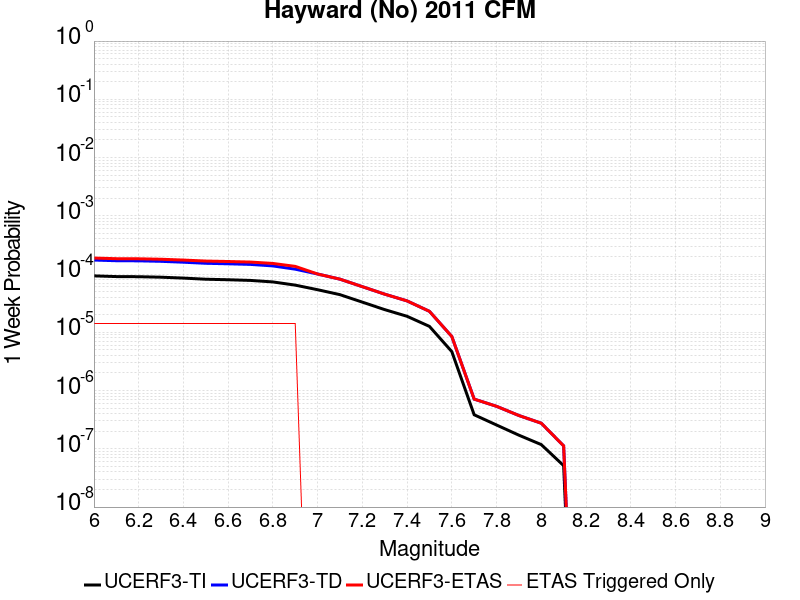 Hayward (No) 2011 CFM
1 Week Probability
10^0
10^-1
10^-2
10^-3
10^-4
10^-5
10^-6
10^-7
10^-8
6 6.2 6.4 6.6 6.8 7 7.2 7.4 7.6 7.8 8 8.2 8.4 8.6 8.8 9
Magnitude
UCERF3-TI UCERF3-TD UCERF3-ETAS ETAS Triggered Only